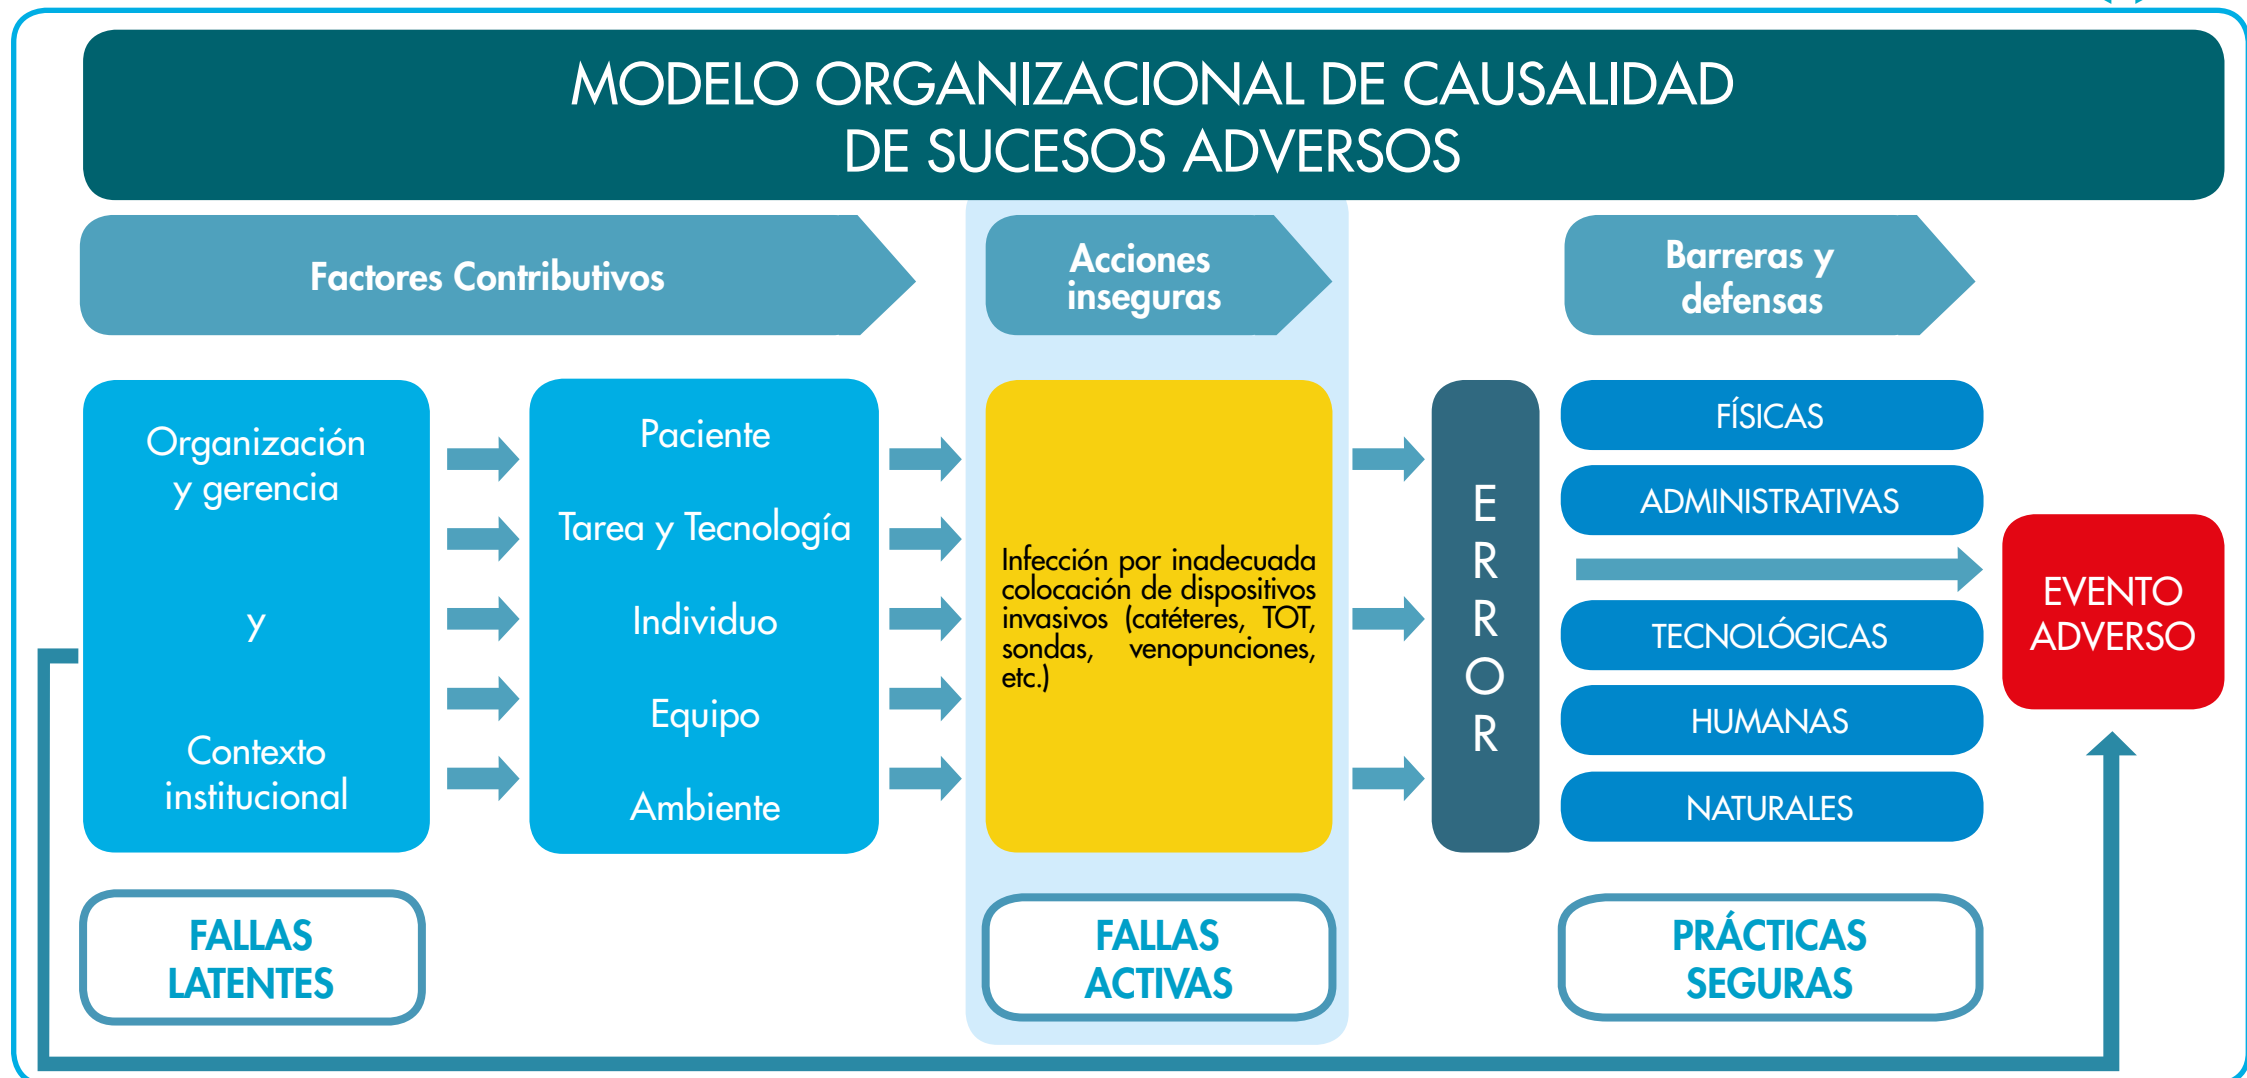 MODELO ORGANIZACIONAL DE CAUSALIDAD
DE SUCESOS ADVERSOS
Factores Contributivos
Acciones
inseguras
Barreras y
defensas
Organización
y gerencia
y
Contexto
institucional
Paciente
Tarea y Tecnología
Individuo
Equipo
Ambiente
Infección por inadecuada
colocación de dispositivos
invasivos (catéteres, TOT,
sondas, venopunciones,
etc.)
E
R
R
O
R
FÍSICAS
ADMINISTRATIVAS
TECNOLÓGICAS
HUMANAS
NATURALES
EVENTO
ADVERSO
FALLAS
LATENTES
FALLAS
ACTIVAS
PRÁCTICAS
SEGURAS